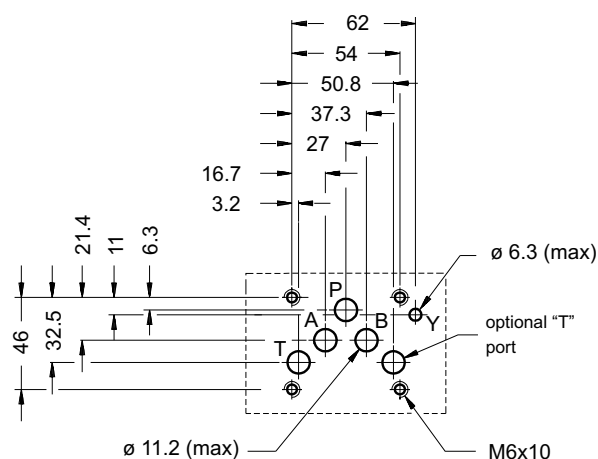 62
54
50.8
37.3
27
16.7
3.2
21.4
11
6.3
ø 6.3 (max)
P
A
B
Y
T
optional “T”
port
46
32.5
ø 11.2 (max)
M6x10